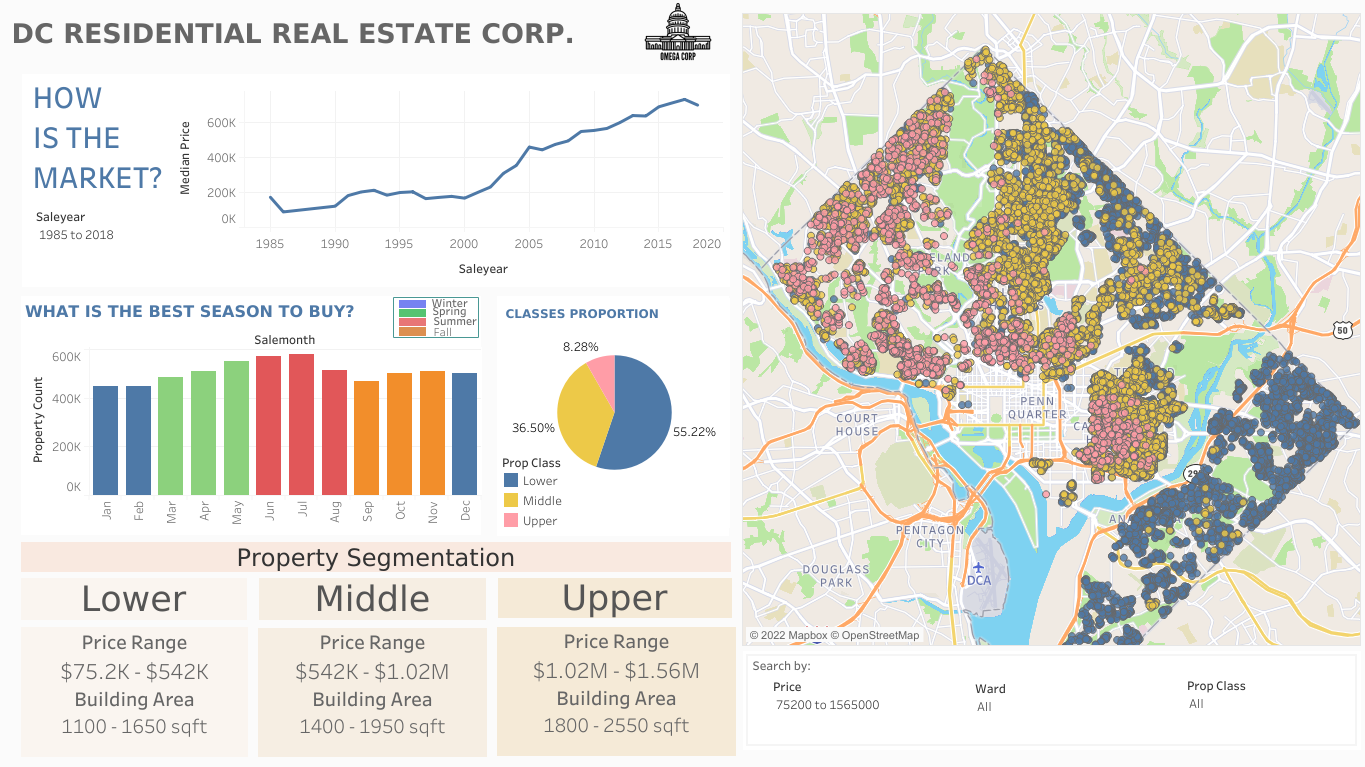 DC RESIDENTIAL REAL ESTATE CORP.
OMEGA CORP
HOW
IS THE
MARKET?
Saleyear
1985 to 2018
Median Price
600K
400K
200K
0K
1985
1990
1995
2000
2005
2010
2015
2020
Saleyear
WHAT IS THE BEST SEASON TO BUY?
Winter
Spring
Summer
Fall
Salemonth
Property Count
600K
400K
200K
0K
Jan
Feb
Mar
Apr
May
Jun
Jul
Aug
Sep
Oct
Nov
Dec
CLASSES PROPORTION
8.28%
36.50%
55.22%
Prop Class
Lower
Middle
Upper
Property Segmentation
Lower
Price Range
$75.2K - $542K
Building Area
1100 - 1650 sqft
Middle
Price Range
$542K - $1.02M
Building Area
1400 - 1950 sqft
Upper
Price Range
$1.02M - $1.56M
Building Area
1800 - 2550 sqft
50
PENN
QUARTER
COURT
HOUSE
PENTAGON
CITY
DOUGLASS
PARK
DCA
© 2022 Mapbox © OpenStreetMap
Search by:
Price
75200 to 1565000
Ward
All
Prop Class
All